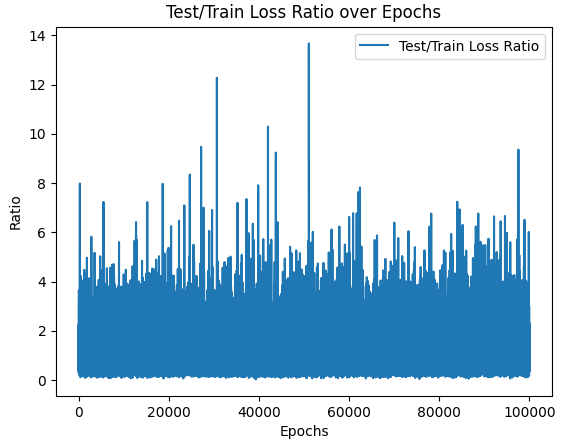 Test/Train Loss Ratio over Epochs
Test/Train Loss Ratio
14
12
10
8
6
4
2
0
Ratio
0 20000 40000 60000 80000 100000
Epochs